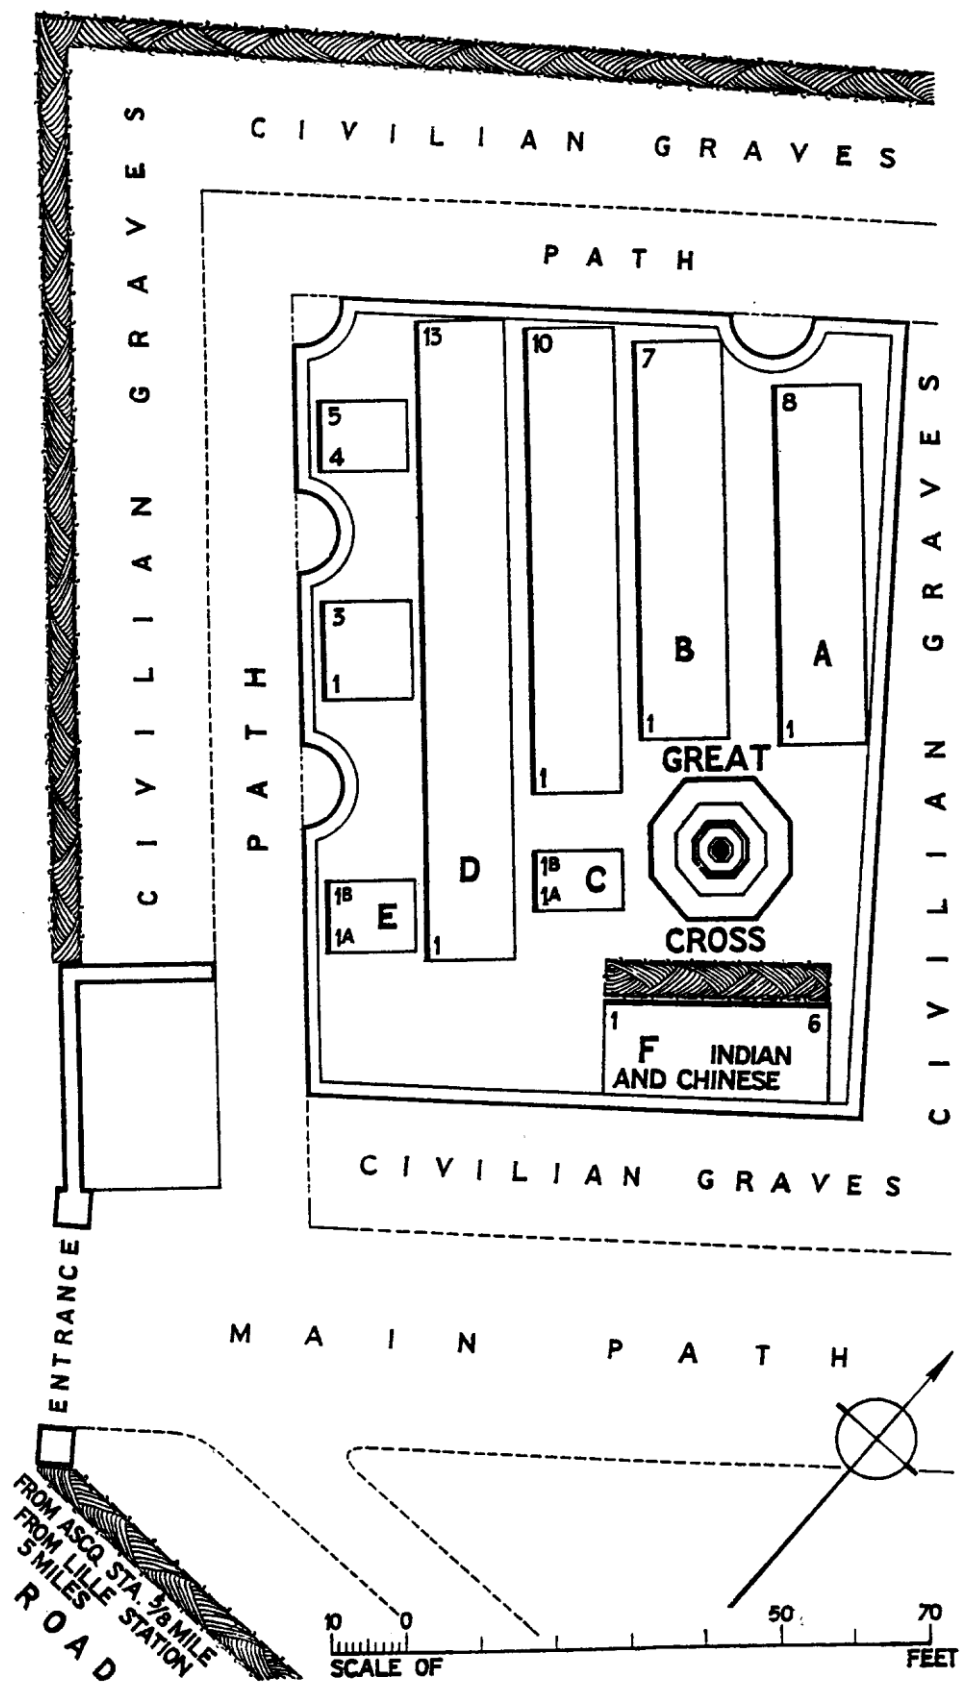 CIVILIAN GRAVES
CIVILIAN GRAVES
PATH
13
10
7
8
5
4
3
1
B
A
1
1
GREAT
CIVILIAN GRAVES
PATH
1
D
1B
1A
C
1B
1A
E
1
CROSS
1
6
F INDIAN
AND CHINESE
CIVILIAN GRAVES
ENTRANCE
MAIN PATH
FROM ASCQ. STA. 5/8 MILE
FROM LILLE STATION
5 MILES
ROAD
10 0 50 70
SCALE OF FEET